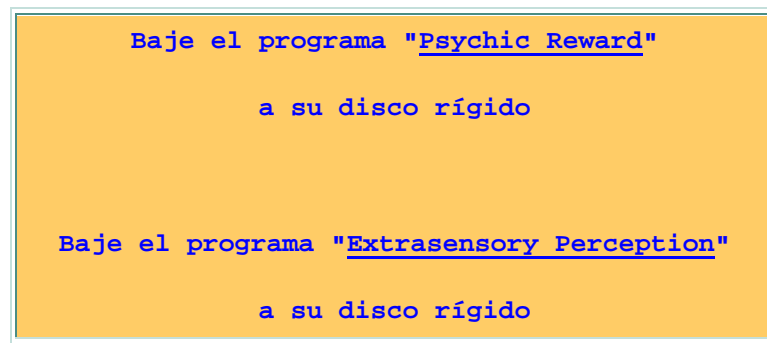 Baje el programa "Psychic Reward"
a su disco rígido
Baje el programa "Extrasensory Perception"
a su disco rígido